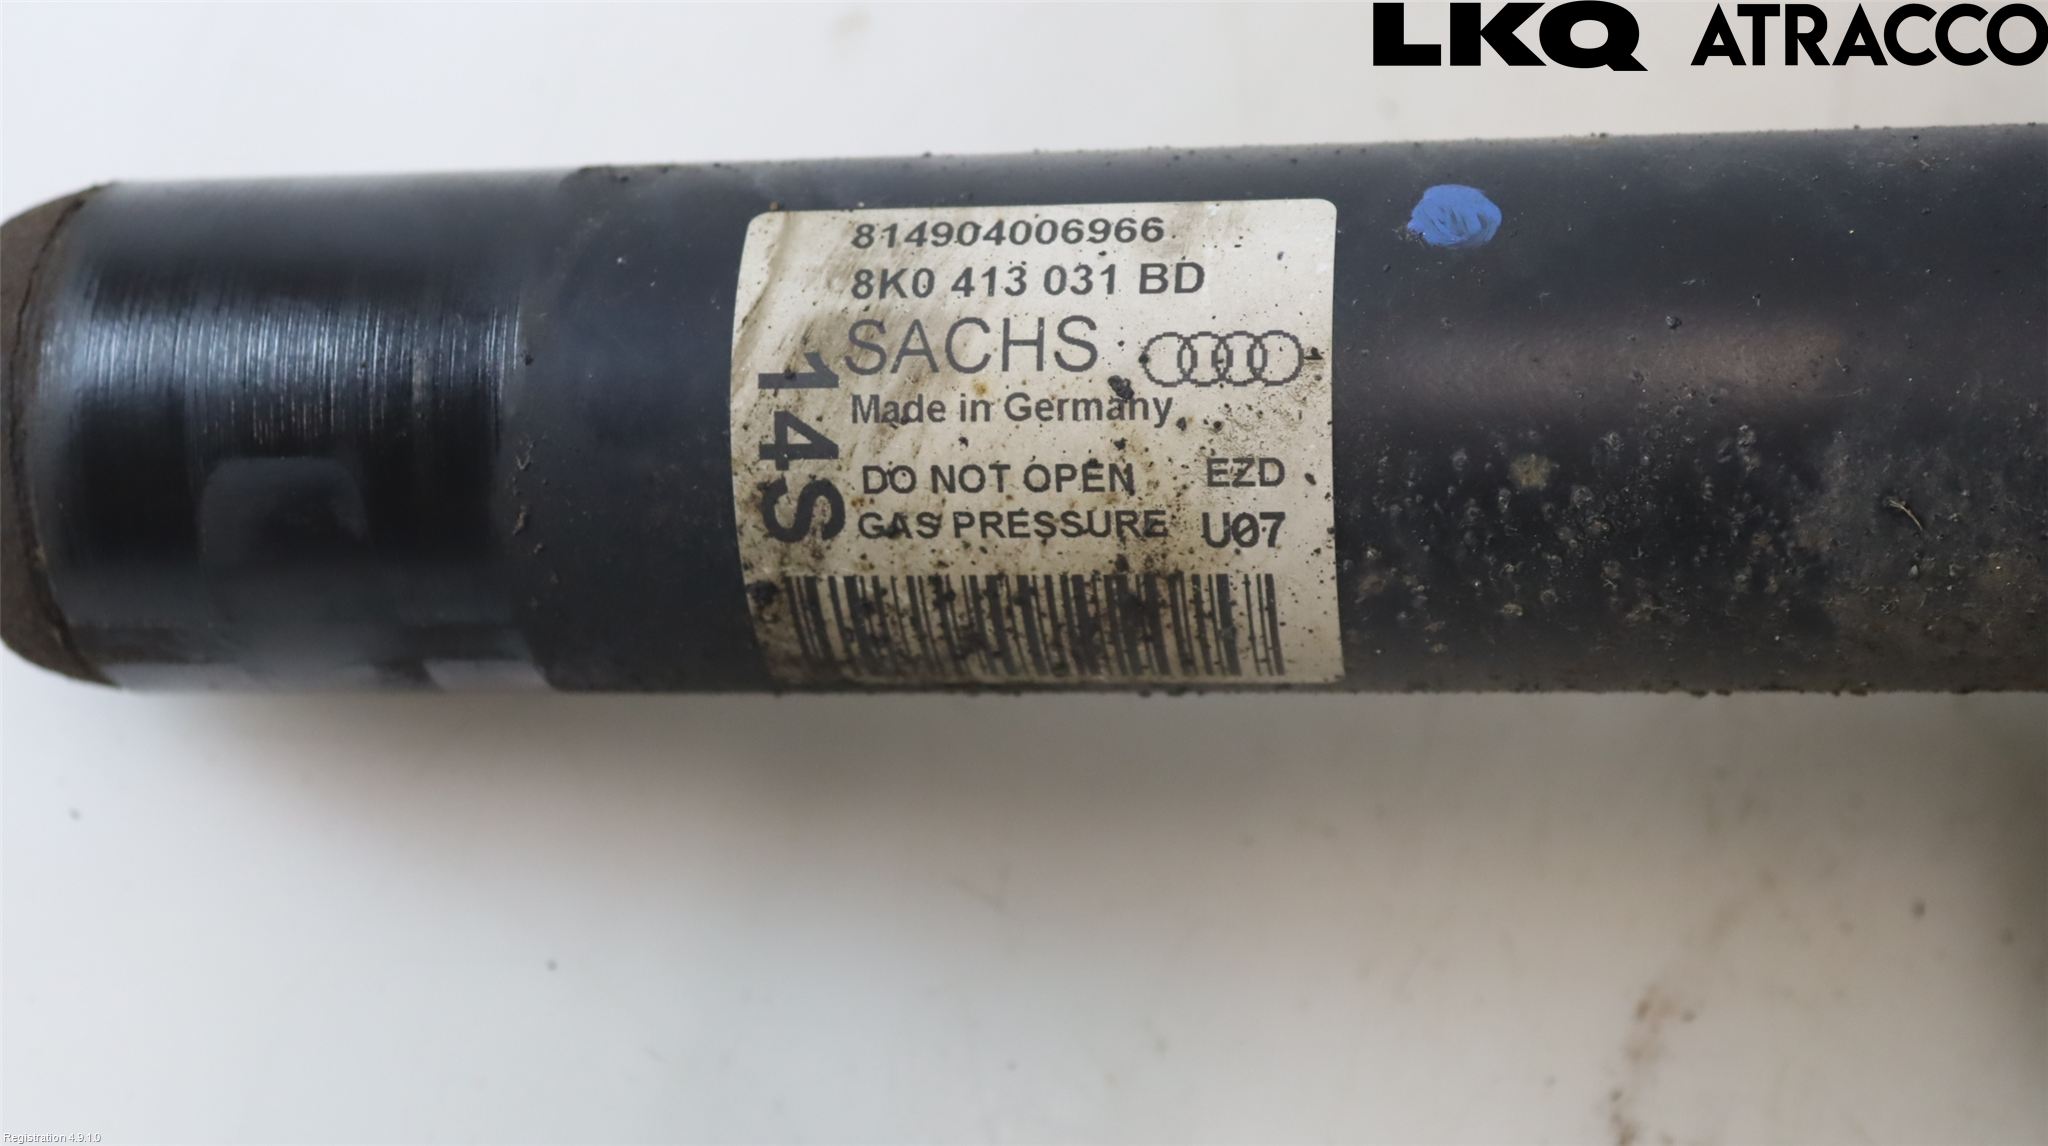 LKQ ATRACCO
814904006966
8K0 413 031 BD
SACHS
Made in Germany
14S
DO NOT OPEN EZD
GAS PRESSURE U07
Registration 4.9.1.0